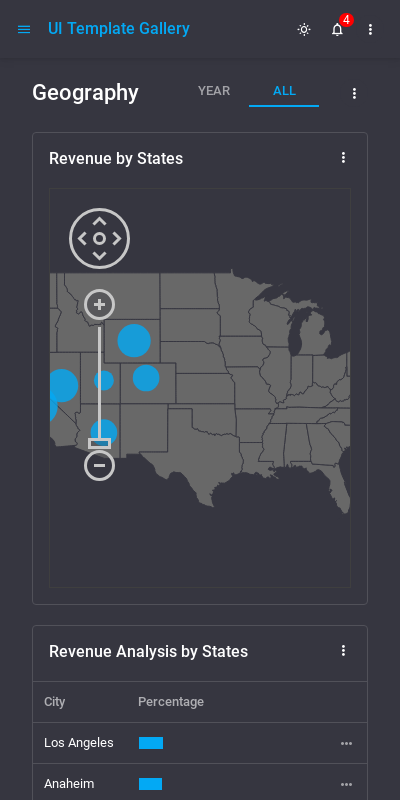 UI Template Gallery
4
Geography
YEAR
ALL
Revenue by States
Revenue Analysis by States
City Percentage
Los Angeles
Anaheim